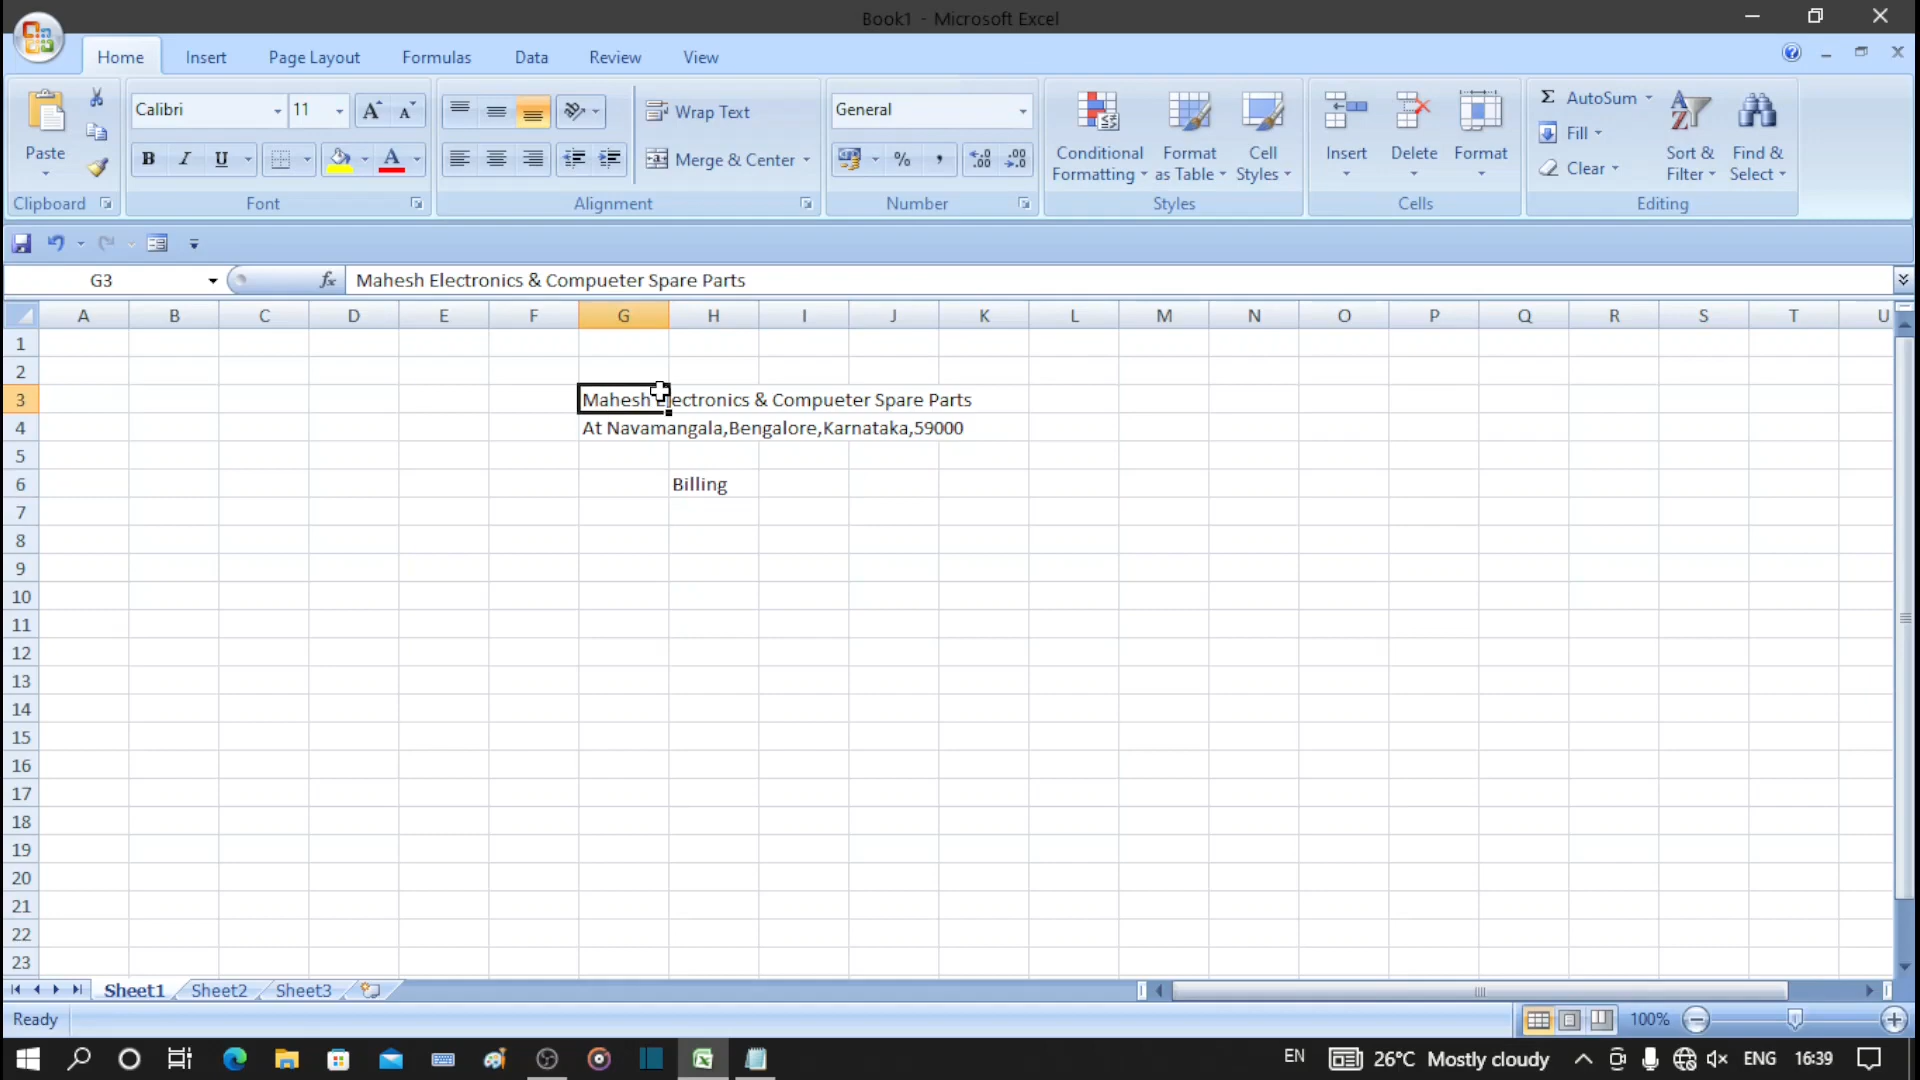 Book1 - Microsoft Excel
Home Insert Page Layout Formulas Data Review View
Paste
Clipboard
Calibri 11
B I U A
Font
Wrap Text
Merge & Center
Alignment
General
% , .00 .00
Number
Conditional Formatting
Format as Table
Cell Styles
Styles
Insert Delete Format
Cells
Σ AutoSum
Fill
Clear
Sort & Filter
Find & Select
Editing
G3 fx Mahesh Electronics & Compueter Spare Parts
A B C D E F G H I J K L M N O P Q R S T U
1
2
3 Mahesh Electronics & Compueter Spare Parts
4 At Navamangala,Bengalore,Karnataka,59000
5
6 Billing
7
8
9
10
11
12
13
14
15
16
17
18
19
20
21
22
23
Sheet1 Sheet2 Sheet3
Ready 100%
EN 26°C Mostly cloudy ENG 16:39